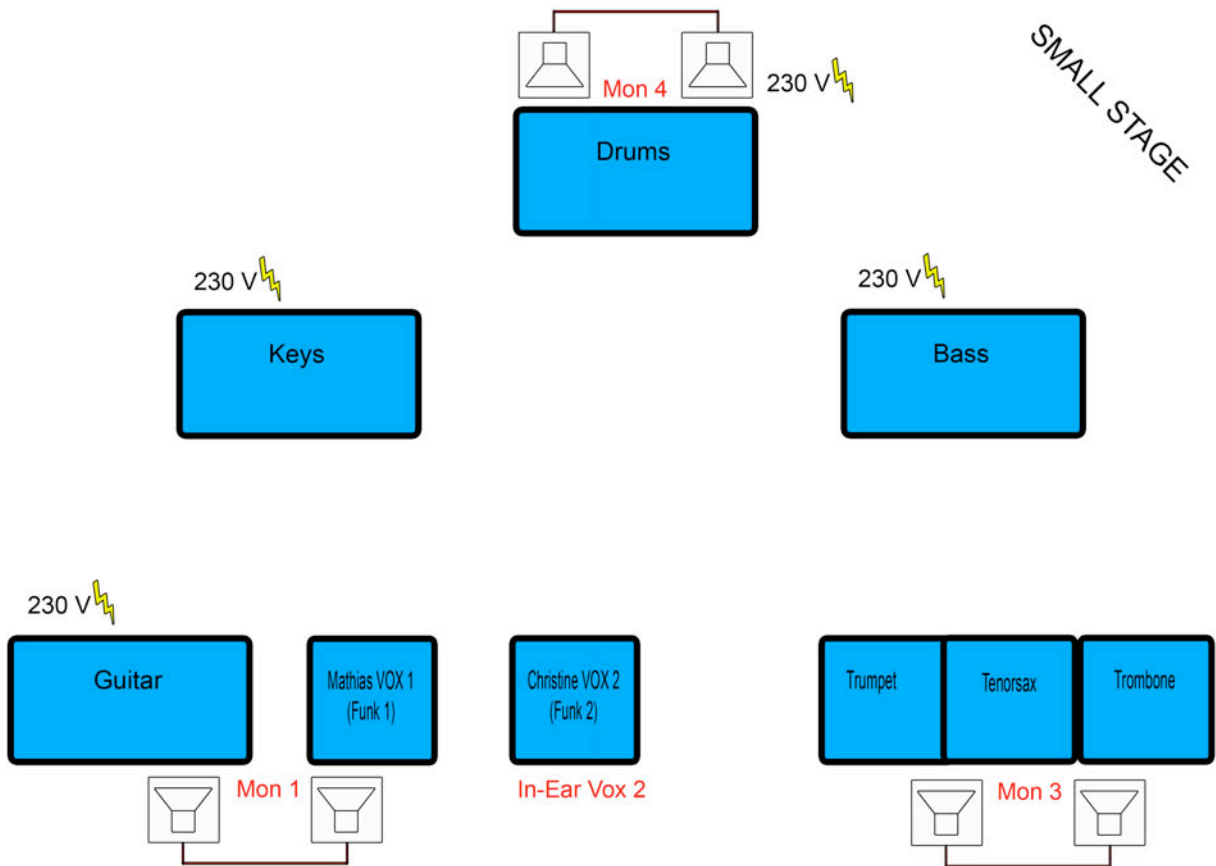 SMALL STAGE
Mon 4
230 V
Drums
230 V
Keys
230 V
Bass
230 V
Guitar
Mathias VOX 1
(Funk 1)
Christine VOX 2
(Funk 2)
Trumpet
Tenorsax
Trombone
Mon 1
In-Ear Vox 2
Mon 3